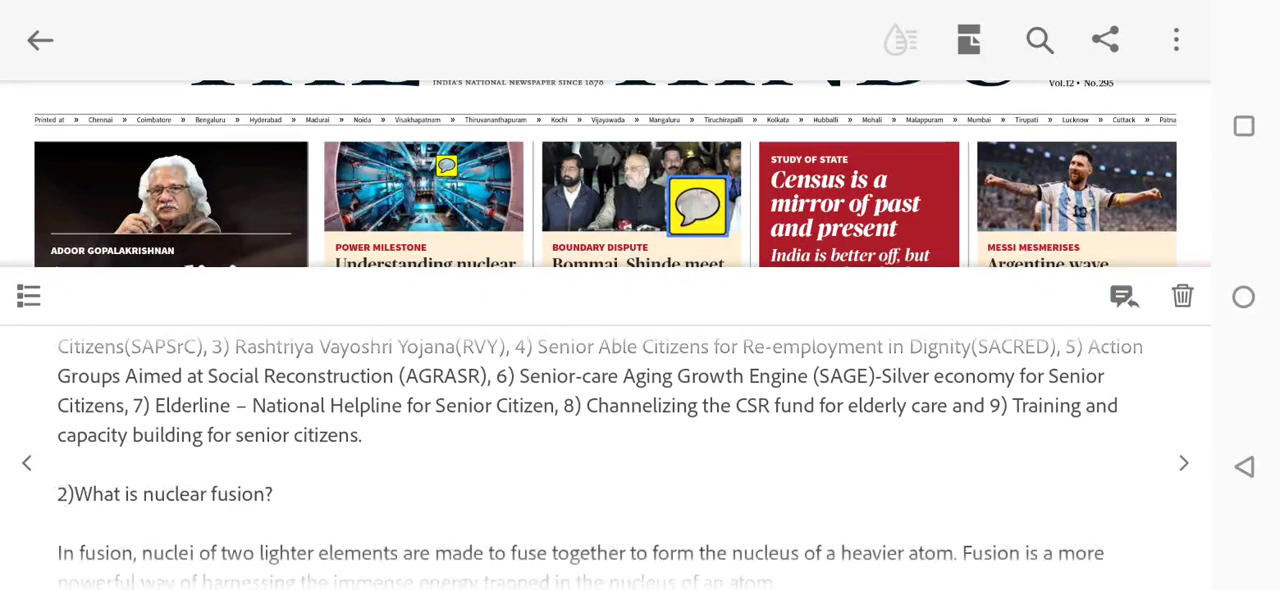 INDIA'S NATIONAL NEWSPAPER SINCE 1878
Vol.12 • No.295
Printed at » Chennai » Coimbatore » Bengaluru » Hyderabad » Madurai » Noida » Visakhapatnam » Thiruvananthapuram » Kochi » Vijayawada » Mangaluru » Tiruchirapalli » Kolkata » Hubballi » Mohali » Malappuram » Mumbai » Tirupati » Lucknow » Cuttack » Patna
ADOOR GOPALAKRISHNAN
POWER MILESTONE
Understanding nuclear
BOUNDARY DISPUTE
Bommai, Shinde meet
STUDY OF STATE
Census is a
mirror of past
and present
India is better off, but
MESSI MESMERISES
Argentine wave
Citizens(SAPSrC), 3) Rashtriya Vayoshri Yojana(RVY), 4) Senior Able Citizens for Re-employment in Dignity(SACRED), 5) Action
Groups Aimed at Social Reconstruction (AGRASR), 6) Senior-care Aging Growth Engine (SAGE)-Silver economy for Senior
Citizens, 7) Elderline – National Helpline for Senior Citizen, 8) Channelizing the CSR fund for elderly care and 9) Training and
capacity building for senior citizens.
2)What is nuclear fusion?
In fusion, nuclei of two lighter elements are made to fuse together to form the nucleus of a heavier atom. Fusion is a more
powerful way of harnessing the immense energy trapped in the nucleus of an atom.